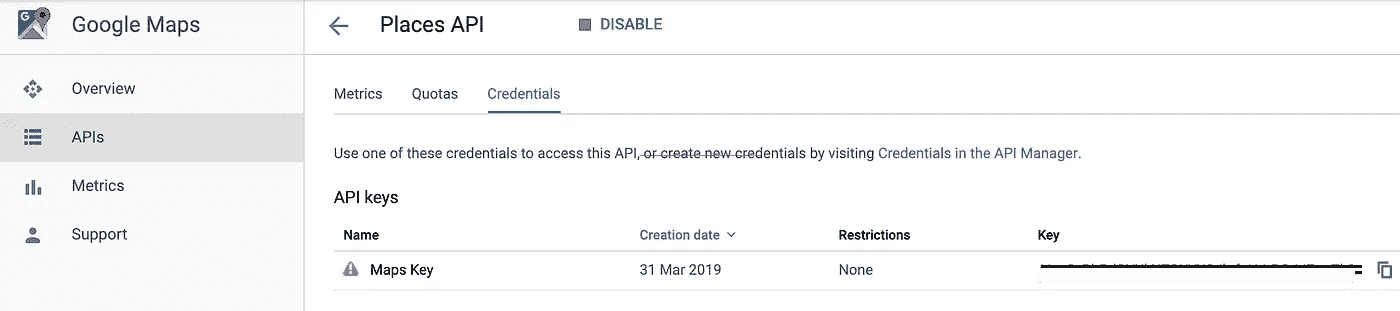 Google Maps
Places API
DISABLE
Overview
APIs
Metrics
Support
Metrics Quotas Credentials
Use one of these credentials to access this API, or create new credentials by visiting Credentials in the API Manager.
API keys
Name Creation date Restrictions Key
Maps Key 31 Mar 2019 None